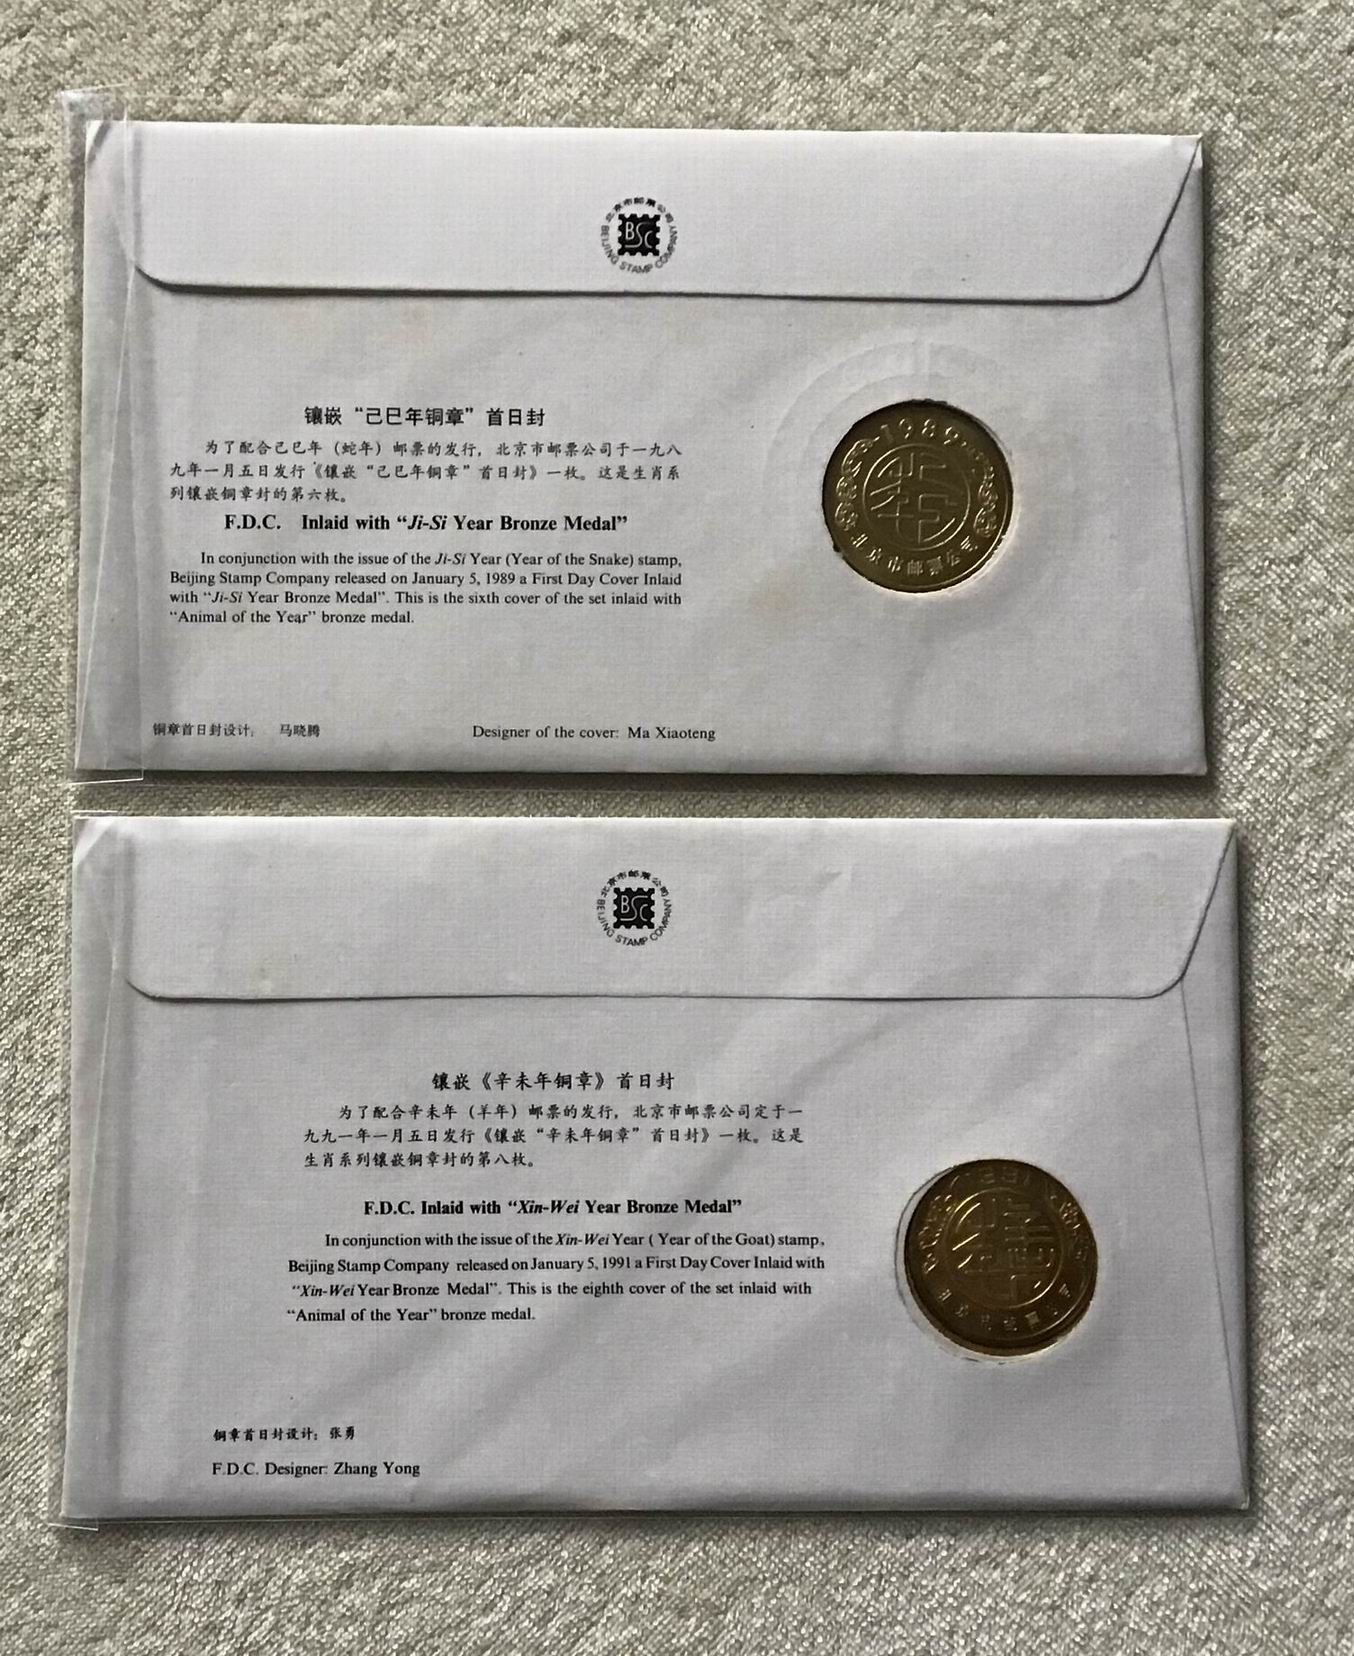 北京市邮票公司
BSC
BEIJING STAMP COMPANY
镶嵌“己巳年铜章”首日封
为了配合己巳年（蛇年）邮票的发行，北京市邮票公司于一九八
九年一月五日发行《镶嵌“己巳年铜章”首日封》一枚。这是生肖系
列镶嵌铜章封的第六枚。
F.D.C. Inlaid with “Ji-Si Year Bronze Medal”
In conjunction with the issue of the Ji-Si Year (Year of the Snake) stamp,
Beijing Stamp Company released on January 5, 1989 a First Day Cover Inlaid
with “Ji-Si Year Bronze Medal”. This is the sixth cover of the set inlaid with
“Animal of the Year” bronze medal.
1989
北京市邮票公司
铜章首日封设计： 马晓腾
Designer of the cover: Ma Xiaoteng
北京市邮票公司
BSC
BEIJING STAMP COMPANY
镶嵌《辛未年铜章》首日封
为了配合辛未年（羊年）邮票的发行，北京市邮票公司定于一
九九一年一月五日发行《镶嵌“辛未年铜章”首日封》一枚。这是
生肖系列镶嵌铜章封的第八枚。
F.D.C. Inlaid with “Xin-Wei Year Bronze Medal”
In conjunction with the issue of the Xin-Wei Year ( Year of the Goat) stamp,
Beijing Stamp Company released on January 5, 1991 a First Day Cover Inlaid with
“Xin-Wei Year Bronze Medal”. This is the eighth cover of the set inlaid with
“Animal of the Year” bronze medal.
1991
铜章首日封设计：张勇
F.D.C. Designer: Zhang Yong